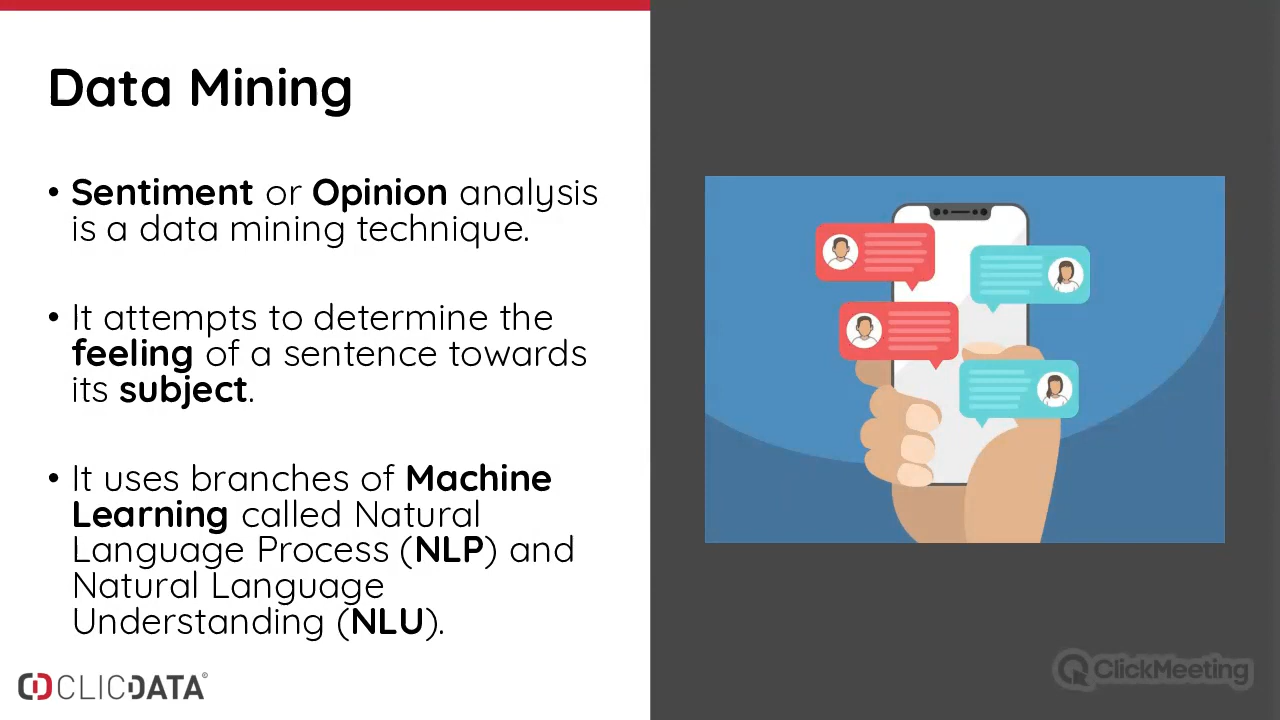 Data Mining
• Sentiment or Opinion analysis
is a data mining technique.
• It attempts to determine the
feeling of a sentence towards
its subject.
• It uses branches of Machine
Learning called Natural
Language Process (NLP) and
Natural Language
Understanding (NLU).
CLICDATA®
ClickMeeting